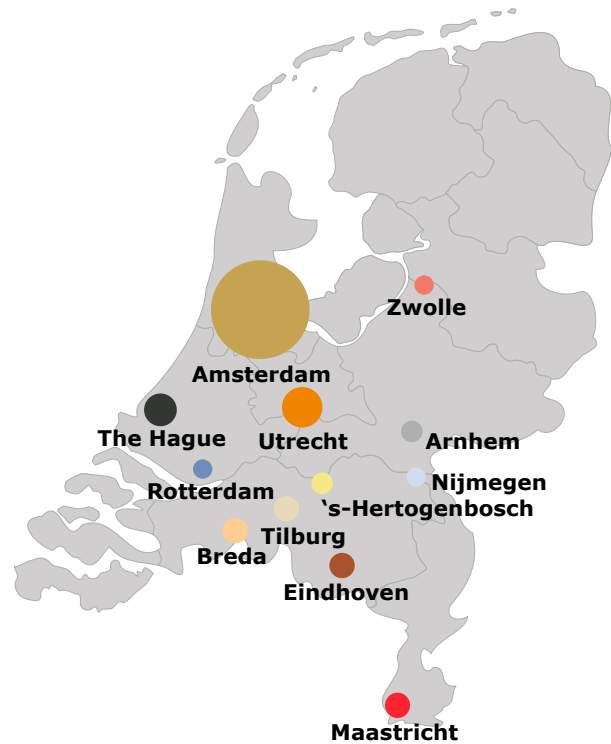 Zwolle
Amsterdam
The Hague
Utrecht
Arnhem
Nijmegen
Rotterdam
‘s-Hertogenbosch
Tilburg
Breda
Eindhoven
Maastricht